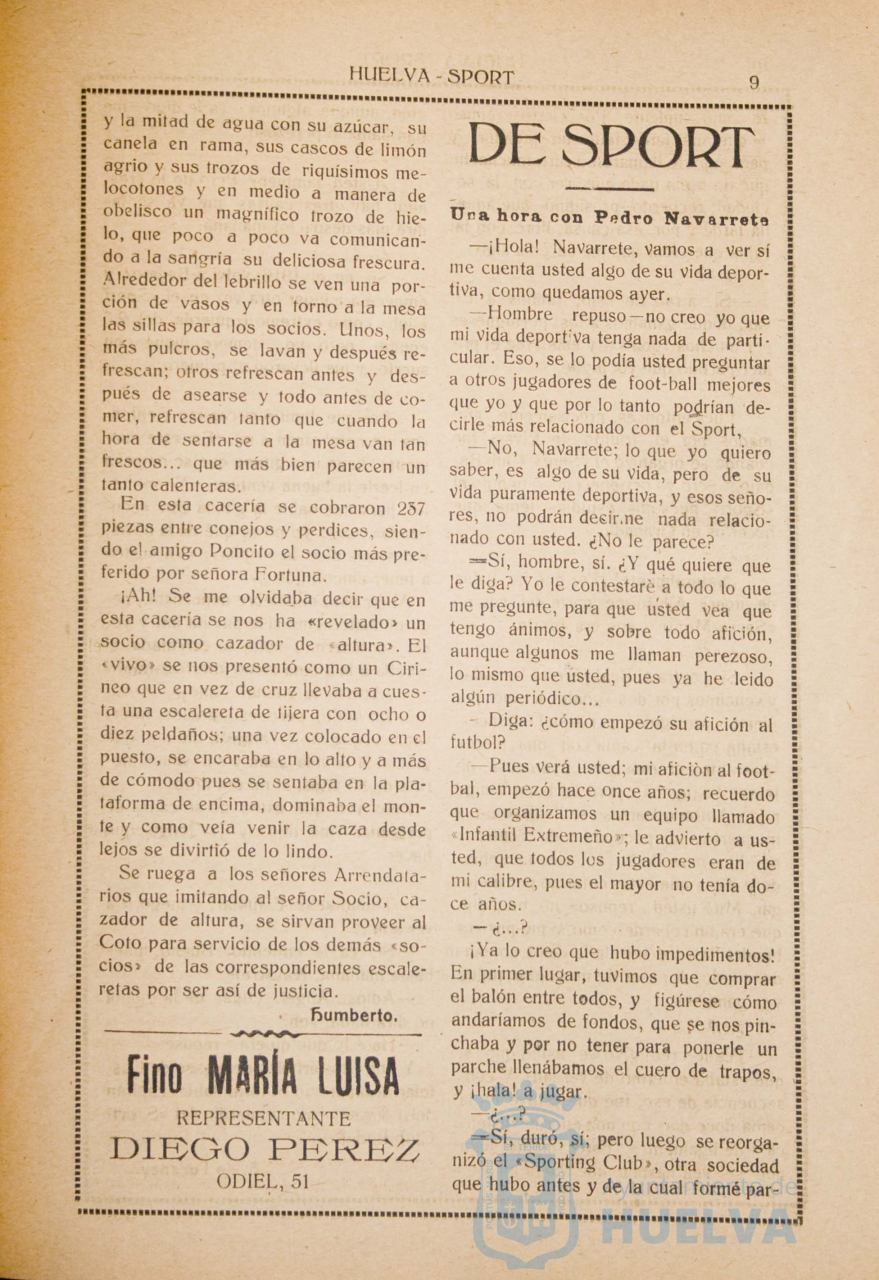 HUELVA - SPORT
9
y la mitad de agua con su azúcar, su
canela en rama, sus cascos de limón
agrio y sus trozos de riquísimos me-
locotones y en medio a manera de
obelisco un magnífico trozo de hie-
lo, que poco a poco va comunican-
do a la sangría su deliciosa frescura.
Alrededor del lebrillo se ven una por-
ción de vasos y en torno a la mesa
las sillas para los socios. Unos, los
más pulcros, se lavan y después re-
frescan; otros refrescan antes y des-
pués de asearse y todo antes de co-
mer, refrescan tanto que cuando la
hora de sentarse a la mesa van tan
frescos... que más bien parecen un
tanto calenteras.
En esta cacería se cobraron 237
piezas entre conejos y perdices, sien-
do el amigo Poncito el socio más pre-
ferido por señora Fortuna.
¡Ah! Se me olvidaba decir que en
esta cacería se nos ha «revelado» un
socio como cazador de «altura». El
«vivo» se nos presentó como un Ciri-
neo que en vez de cruz llevaba a cues-
ta una escalereta de tijera con ocho o
diez peldaños; una vez colocado en el
puesto, se encaraba en lo alto y a más
de cómodo pues se sentaba en la pla-
taforma de encima, dominaba el mon-
te y como veía venir la caza desde
lejos se divirtió de lo lindo.
Se ruega a los señores Arrendata-
rios que imitando al señor Socio, ca-
zador de altura, se sirvan proveer al
Coto para servicio de los demás «so-
cios» de las correspondientes escale-
retas por ser así de justicia.
Humberto.
Fino MARÍA LUISA
REPRESENTANTE
DIEGO PEREZ
ODIEL, 51
DE SPORT
Una hora con Pedro Navarrete
—¡Hola! Navarrete, vamos a ver sí
me cuenta usted algo de su vida depor-
tiva, como quedamos ayer.
—Hombre repuso—no creo yo que
mi vida deportiva tenga nada de parti-
cular. Eso, se lo podía usted preguntar
a otros jugadores de foot-ball mejores
que yo y que por lo tanto podrían de-
cirle más relacionado con el Sport,
—No, Navarrete; lo que yo quiero
saber, es algo de su vida, pero de su
vida puramente deportiva, y esos seño-
res, no podrán decir.ne nada relacio-
nado con usted. ¿No le parece?
=Sí, hombre, sí. ¿Y qué quiere que
le diga? Yo le contestarè a todo lo que
me pregunte, para que usted vea que
tengo ánimos, y sobre todo afición,
aunque algunos me llaman perezoso,
lo mismo que usted, pues ya he leido
algún periódico...
- Diga: ¿cómo empezó su afición al
futbol?
—Pues verá usted; mi aficiòn al foot-
bal, empezó hace once años; recuerdo
que organizamos un equipo llamado
«Infantil Extremeño»; le advierto a us-
ted, que todos los jugadores eran de
mi calibre, pues el mayor no tenía do-
ce años.
— ¿...?
¡Ya lo creo que hubo impedimentos!
En primer lugar, tuvimos que comprar
el balón entre todos, y figúrese cómo
andaríamos de fondos, que se nos pin-
chaba y por no tener para ponerle un
parche llenábamos el cuero de trapos,
y ¡hala! a jugar.
—¿...?
=Sí, duró, sí; pero luego se reorga-
nizó el «Sporting Club», otra sociedad
que hubo antes y de la cual formé par-
Ayuntamiento de
HUELVA